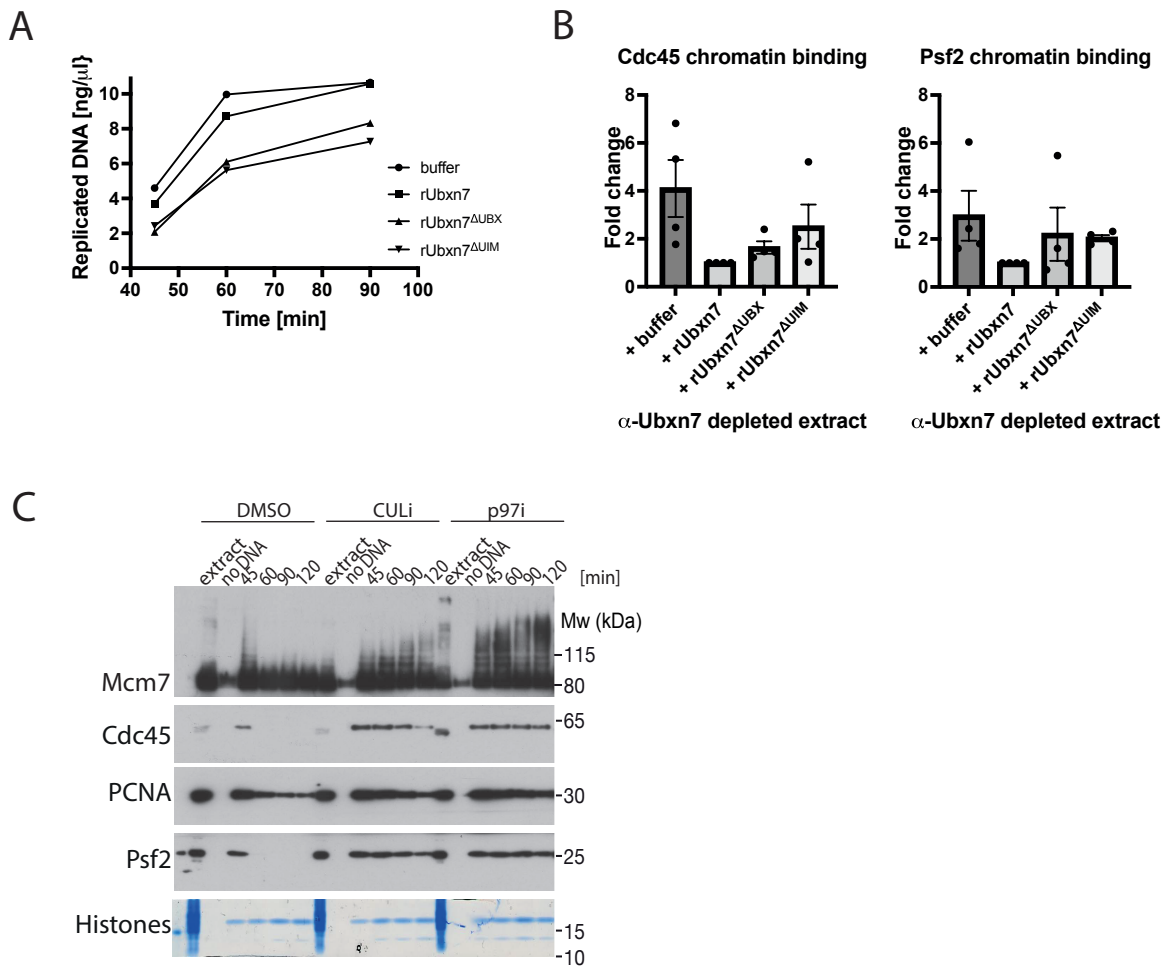 A
Replicated DNA [ng/µl}
10
8
6
4
2
0
40 50 60 70 80 90 100
Time [min]
buffer
rUbxn7
rUbxn7ΔUBX
rUbxn7ΔUIM
B
Cdc45 chromatin binding
Fold change
8
6
4
2
0
+ buffer
+ rUbxn7
+ rUbxn7ΔUBX
+ rUbxn7ΔUIM
α-Ubxn7 depleted extract
Psf2 chromatin binding
Fold change
8
6
4
2
0
+ buffer
+ rUbxn7
+ rUbxn7ΔUBX
+ rUbxn7ΔUIM
α-Ubxn7 depleted extract
C
DMSO CULi p97i
extract no DNA 45 60 90 120 extract no DNA 45 60 90 120 extract no DNA 45 60 90 120 [min]
Mw (kDa)
-115
Mcm7 -80
-65
Cdc45
PCNA -30
Psf2 -25
Histones -15
-10